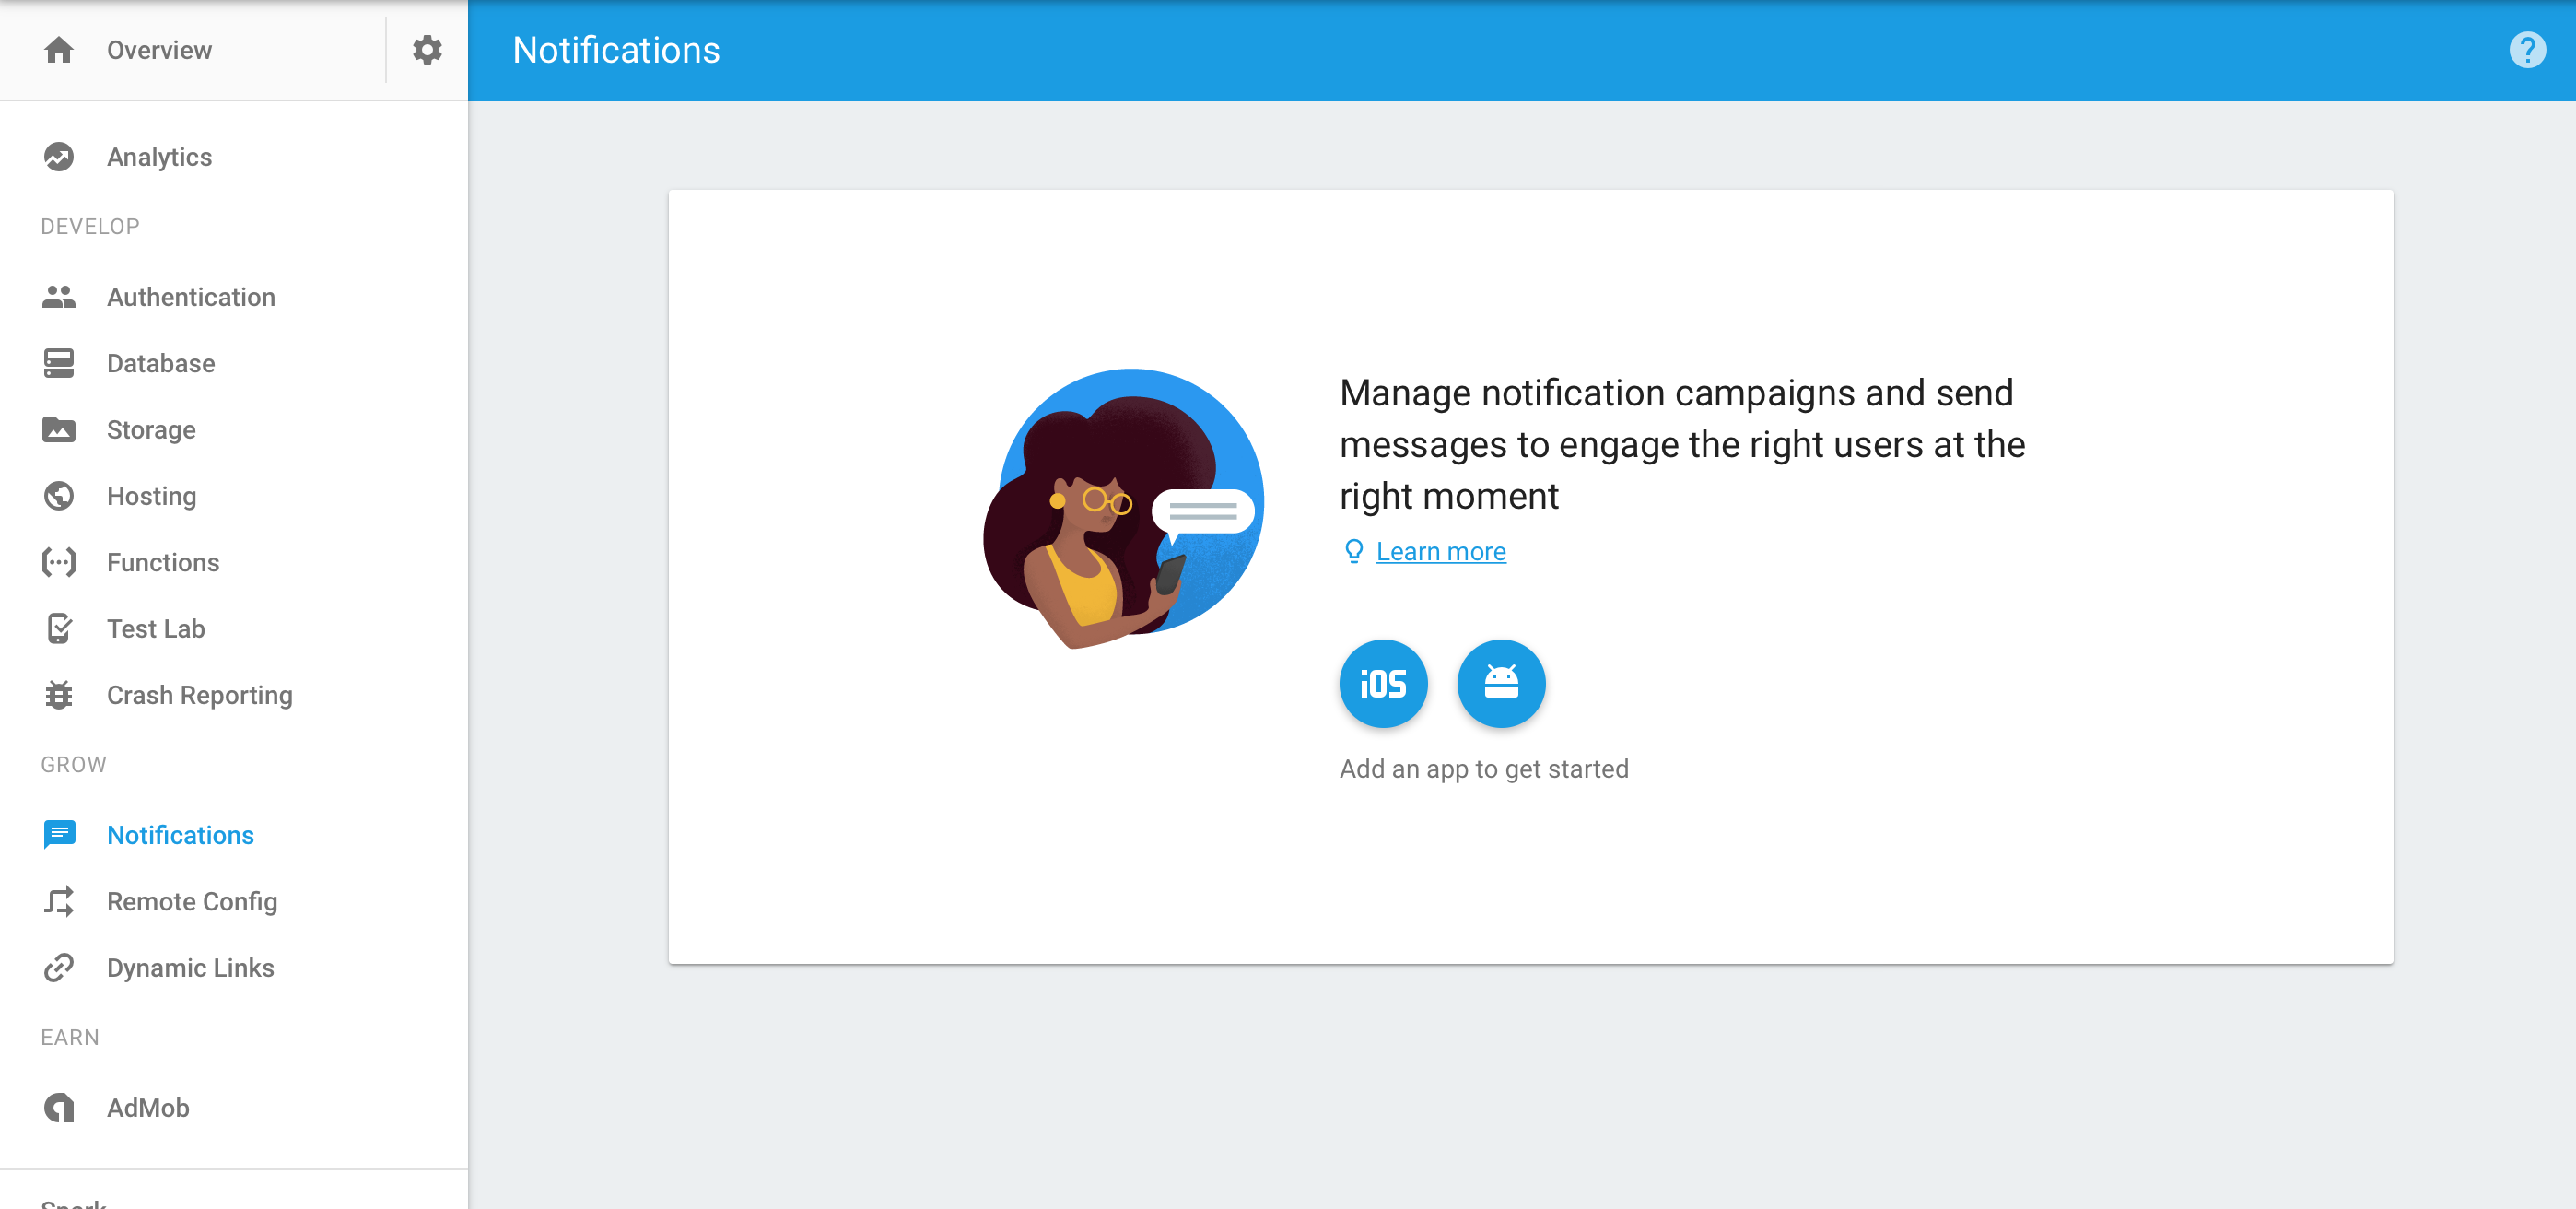 Overview
Notifications
Analytics
DEVELOP
Authentication
Database
Storage
Hosting
Functions
Test Lab
Crash Reporting
GROW
Notifications
Remote Config
Dynamic Links
EARN
AdMob
Spark
Manage notification campaigns and send
messages to engage the right users at the
right moment
Learn more
iOS
Add an app to get started